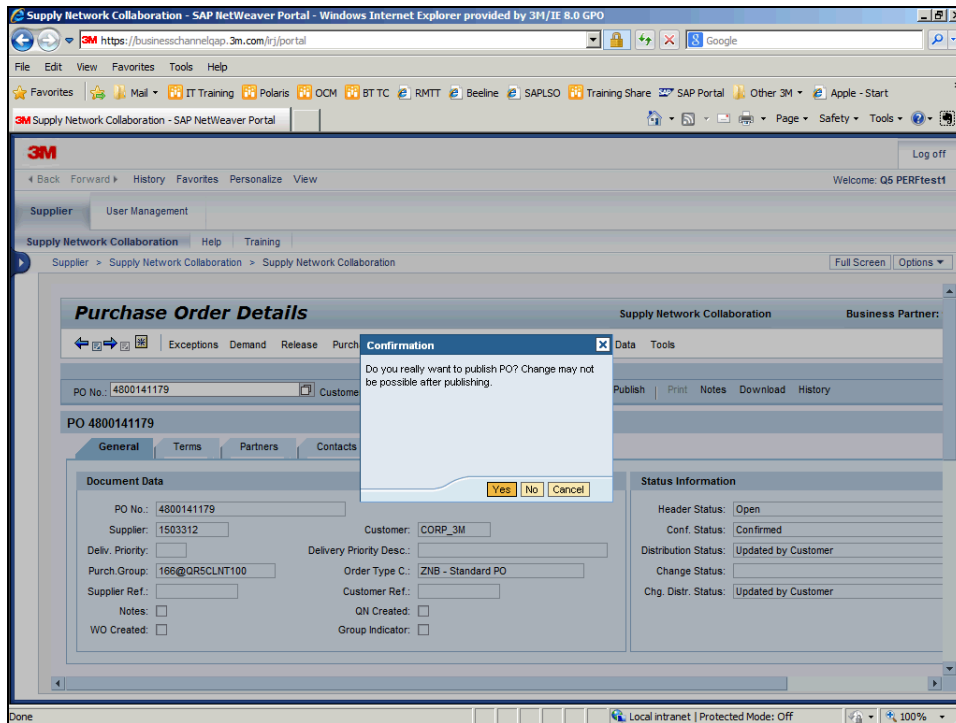 Supply Network Collaboration - SAP NetWeaver Portal - Windows Internet Explorer provided by 3M/IE 8.0 GPO
3M https://businesschannelqap.3m.com/irj/portal
Google
File Edit View Favorites Tools Help
Favorites Mail IT Training Polaris OCM BT TC RMTT Beeline SAPLSO Training Share SAP Portal Other 3M Apple - Start
3M Supply Network Collaboration - SAP NetWeaver Portal
Page Safety Tools
3M
Log off
Back Forward History Favorites Personalize View
Welcome: Q5 PERFtest1
Supplier User Management
Supply Network Collaboration Help Training
Supplier > Supply Network Collaboration > Supply Network Collaboration
Full Screen Options
Purchase Order Details
Supply Network Collaboration Business Partner:
Exceptions Demand Release Purch
Data Tools
Confirmation
Do you really want to publish PO? Change may not
be possible after publishing.
Yes No Cancel
PO No.: 4800141179 Custome
Publish Print Notes Download History
PO 4800141179
General Terms Partners Contacts
Document Data
PO No.: 4800141179
Supplier: 1503312 Customer: CORP_3M
Deliv. Priority: Delivery Priority Desc.:
Purch.Group: 166@QR5CLNT100 Order Type C.: ZNB - Standard PO
Supplier Ref.: Customer Ref.:
Notes: QN Created:
WO Created: Group Indicator:
Status Information
Header Status: Open
Conf. Status: Confirmed
Distribution Status: Updated by Customer
Change Status:
Chg. Distr. Status: Updated by Customer
Done
Local intranet | Protected Mode: Off
100%